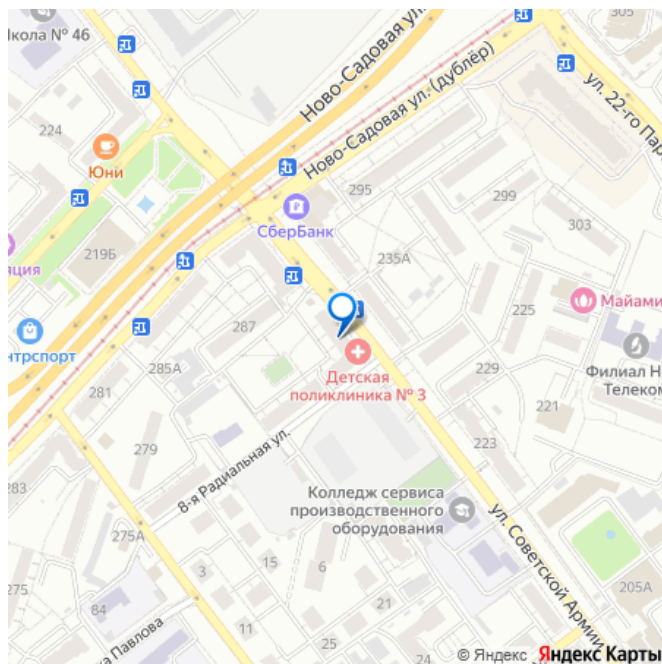 Школа № 46
305
Ново-Садовая ул.
Ново-Садовая ул. (дублёр)
ул. 22-го Пар
224
Юни
295
299
303
СберБанк
219Б
235А
225
Майами
287
Детская
поликлиника № 3
229
Филиал Н
Телеком
нтрспорт
285А
281
221
279
223
8-я Радиальная ул.
Колледж сервиса
производственного
оборудования
283
ул. Советской Армии
275А
275
3
15
6
24
205А
84
11
21
25
а Павлова
© Яндекс Яндекс Карты